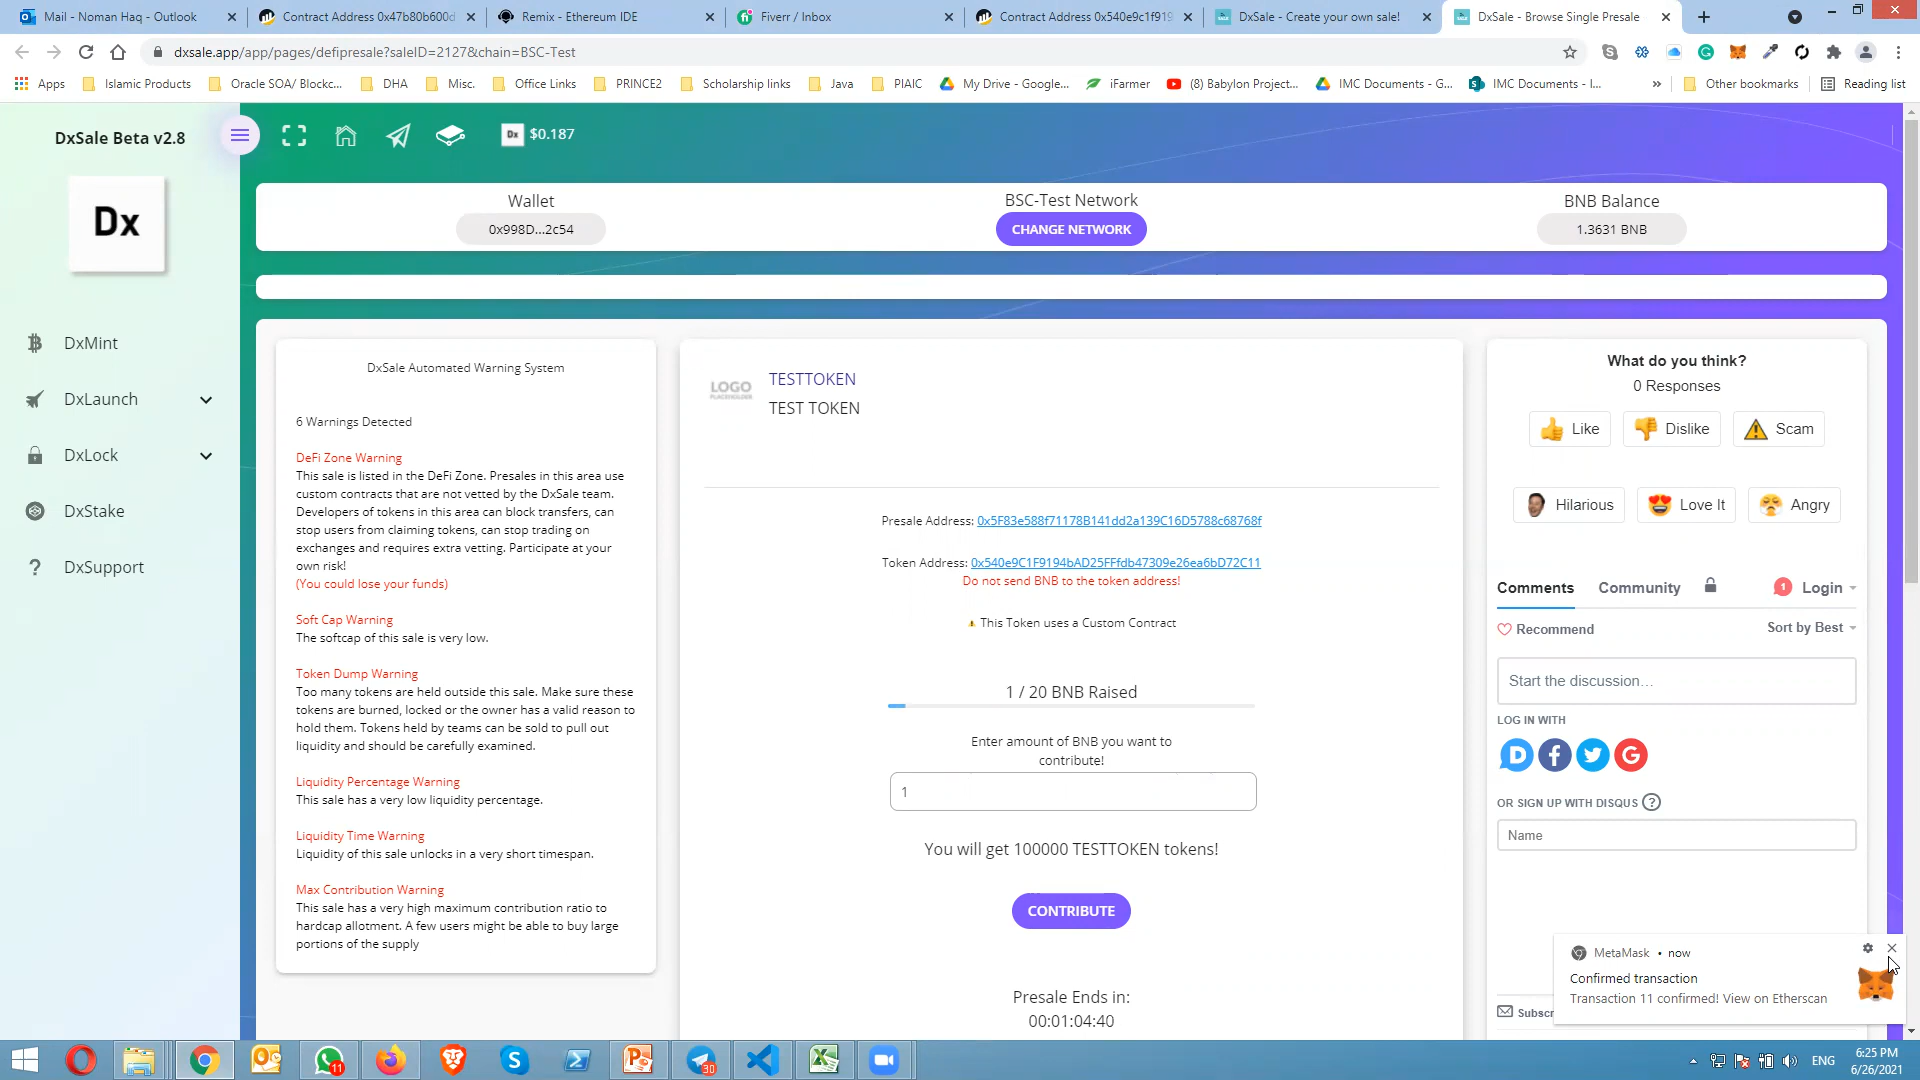 Mail - Noman Haq - Outlook
Contract Address 0x47b80b600d
Remix - Ethereum IDE
Fiverr / Inbox
Contract Address 0x540e9c1f919
DxSale - Create your own sale!
DxSale - Browse Single Presale
dxsale.app/app/pages/defipresale?saleID=2127&chain=BSC-Test
Apps
Islamic Products
Oracle SOA/ Blockc...
DHA
Misc.
Office Links
PRINCE2
Scholarship links
Java
PIAIC
My Drive - Google...
iFarmer
(8) Babylon Project...
IMC Documents - G...
IMC Documents - I...
»
Other bookmarks
Reading list
DxSale Beta v2.8
Dx
DxMint
DxLaunch
DxLock
DxStake
? DxSupport
Dx $0.187
Wallet
0x998D...2c54
BSC-Test Network
CHANGE NETWORK
BNB Balance
1.3631 BNB
DxSale Automated Warning System
6 Warnings Detected
DeFi Zone Warning
This sale is listed in the DeFi Zone. Presales in this area use
custom contracts that are not vetted by the DxSale team.
Developers of tokens in this area can block transfers, can
stop users from claiming tokens, can stop trading on
exchanges and requires extra vetting. Participate at your
own risk!
(You could lose your funds)
Soft Cap Warning
The softcap of this sale is very low.
Token Dump Warning
Too many tokens are held outside this sale. Make sure these
tokens are burned, locked or the owner has a valid reason to
hold them. Tokens held by teams can be sold to pull out
liquidity and should be carefully examined.
Liquidity Percentage Warning
This sale has a very low liquidity percentage.
Liquidity Time Warning
Liquidity of this sale unlocks in a very short timespan.
Max Contribution Warning
This sale has a very high maximum contribution ratio to
hardcap allotment. A few users might be able to buy large
portions of the supply
LOGO
PLACEHOLDER
TESTTOKEN
TEST TOKEN
Presale Address: 0x5F83e588f71178B141dd2a139C16D5788c68768f
Token Address: 0x540e9C1F9194bAD25FFfdb47309e26ea6bD72C11
Do not send BNB to the token address!
This Token uses a Custom Contract
1 / 20 BNB Raised
Enter amount of BNB you want to
contribute!
1
You will get 100000 TESTTOKEN tokens!
CONTRIBUTE
Presale Ends in:
00:01:04:40
What do you think?
0 Responses
Like
Dislike
Scam
Hilarious
Love It
Angry
Comments
Community
1
Login
Recommend
Sort by Best
Start the discussion...
LOG IN WITH
OR SIGN UP WITH DISQUS ?
Name
Subscr
MetaMask • now
Confirmed transaction
Transaction 11 confirmed! View on Etherscan
11
30
ENG
6:25 PM
6/26/2021